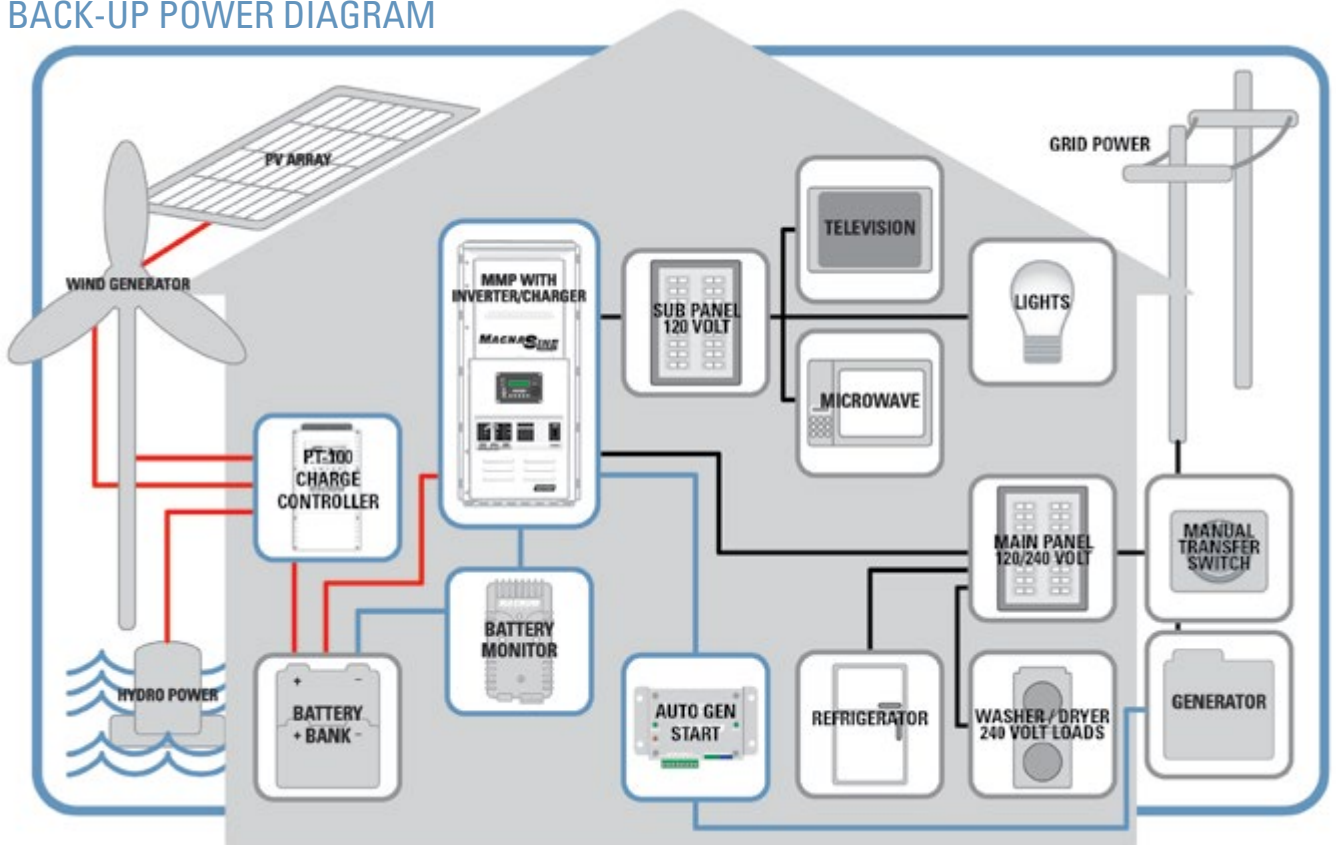 BACK-UP POWER DIAGRAM
PV ARRAY
WIND GENERATOR
GRID POWER
MMP WITH
INVERTER/CHARGER
MAGNASINE
SUB PANEL
120 VOLT
TELEVISION
LIGHTS
MICROWAVE
PT-100
CHARGE
CONTROLLER
MAIN PANEL
120/240 VOLT
MANUAL
TRANSFER
SWITCH
BATTERY
MONITOR
HYDRO POWER
+ -
BATTERY
+ BANK -
AUTO GEN
START
REFRIGERATOR
WASHER / DRYER
240 VOLT LOADS
GENERATOR